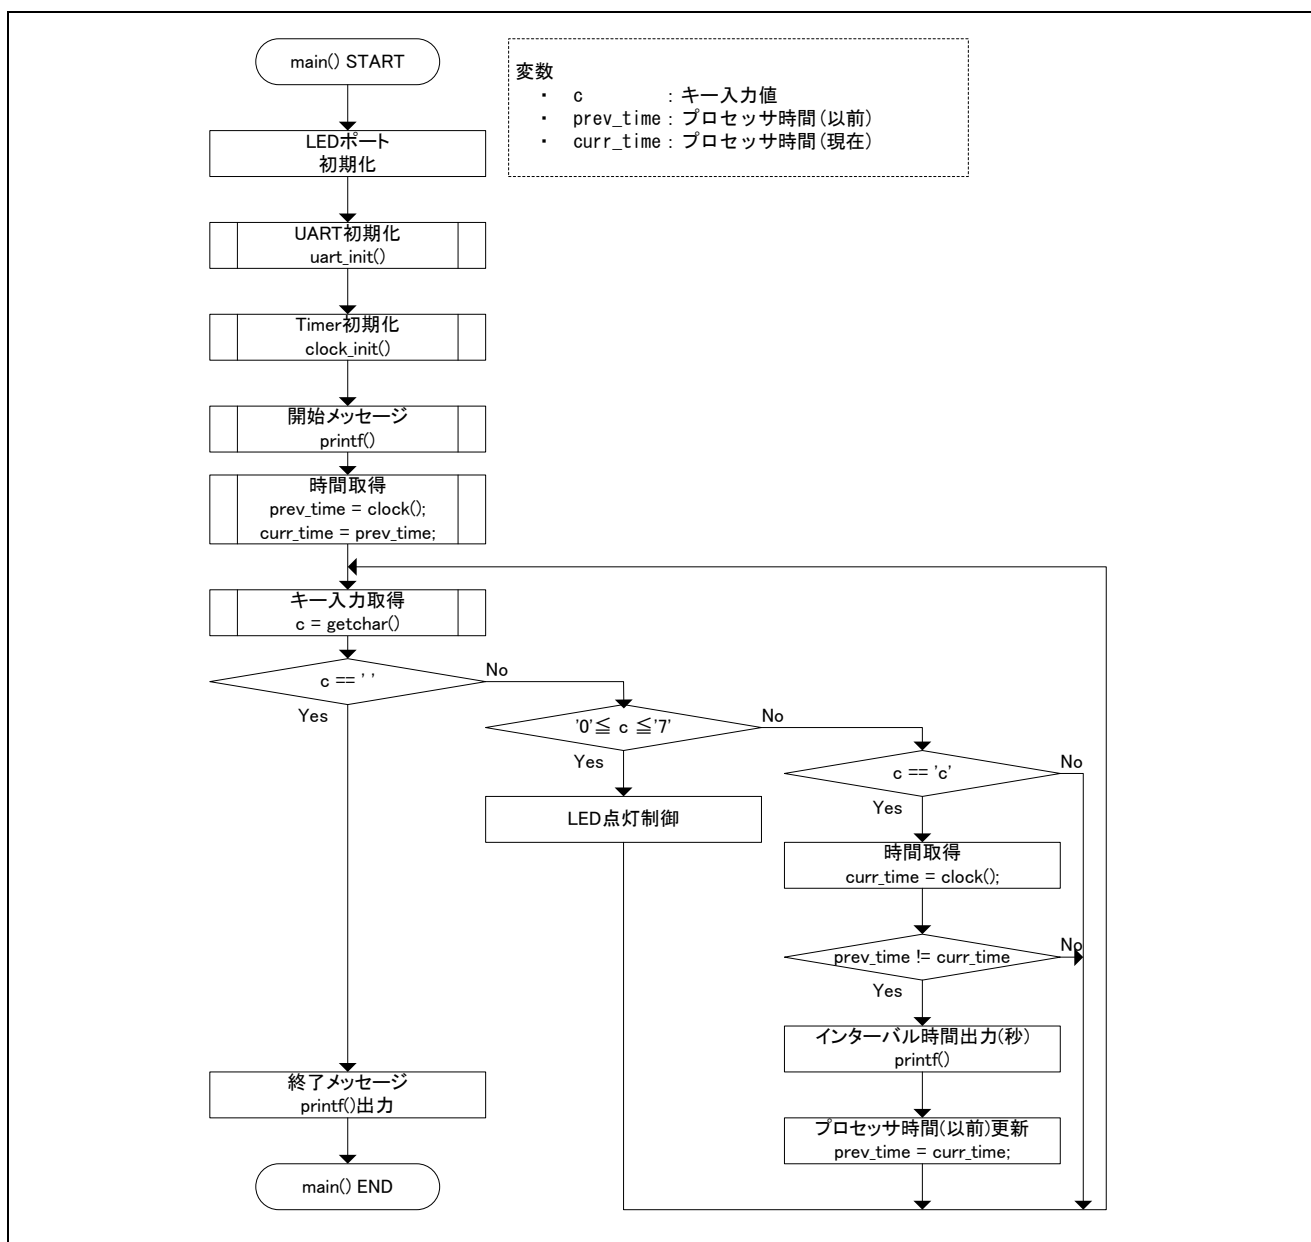 main() START
変数
・ c : キー入力値
・ prev_time : プロセッサ時間(以前)
・ curr_time : プロセッサ時間(現在)
LEDポート
初期化
UART初期化
uart_init()
Timer初期化
clock_init()
開始メッセージ
printf()
時間取得
prev_time = clock();
curr_time = prev_time;
キー入力取得
c = getchar()
c == ' '
No
Yes
'0'≦ c ≦'7'
No
Yes
c == 'c'
No
Yes
LED点灯制御
時間取得
curr_time = clock();
prev_time != curr_time
No
Yes
インターバル時間出力(秒)
printf()
プロセッサ時間(以前)更新
prev_time = curr_time;
終了メッセージ
printf()出力
main() END